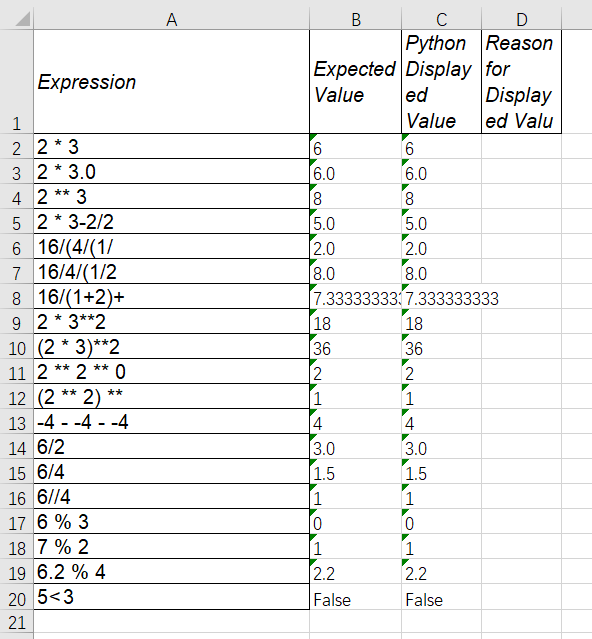 A B C D
1 Expression Expected Value Python Display ed Value Reason for Display ed Valu
2 2 * 3 6 6
3 2 * 3.0 6.0 6.0
4 2 ** 3 8 8
5 2 * 3-2/2 5.0 5.0
6 16/(4/(1/ 2.0 2.0
7 16/4/(1/2 8.0 8.0
8 16/(1+2)+ 7.333333333 7.333333333
9 2 * 3**2 18 18
10 (2 * 3)**2 36 36
11 2 ** 2 ** 0 2 2
12 (2 ** 2) ** 1 1
13 -4 - -4 - -4 4 4
14 6/2 3.0 3.0
15 6/4 1.5 1.5
16 6//4 1 1
17 6 % 3 0 0
18 7 % 2 1 1
19 6.2 % 4 2.2 2.2
20 5<3 False False
21